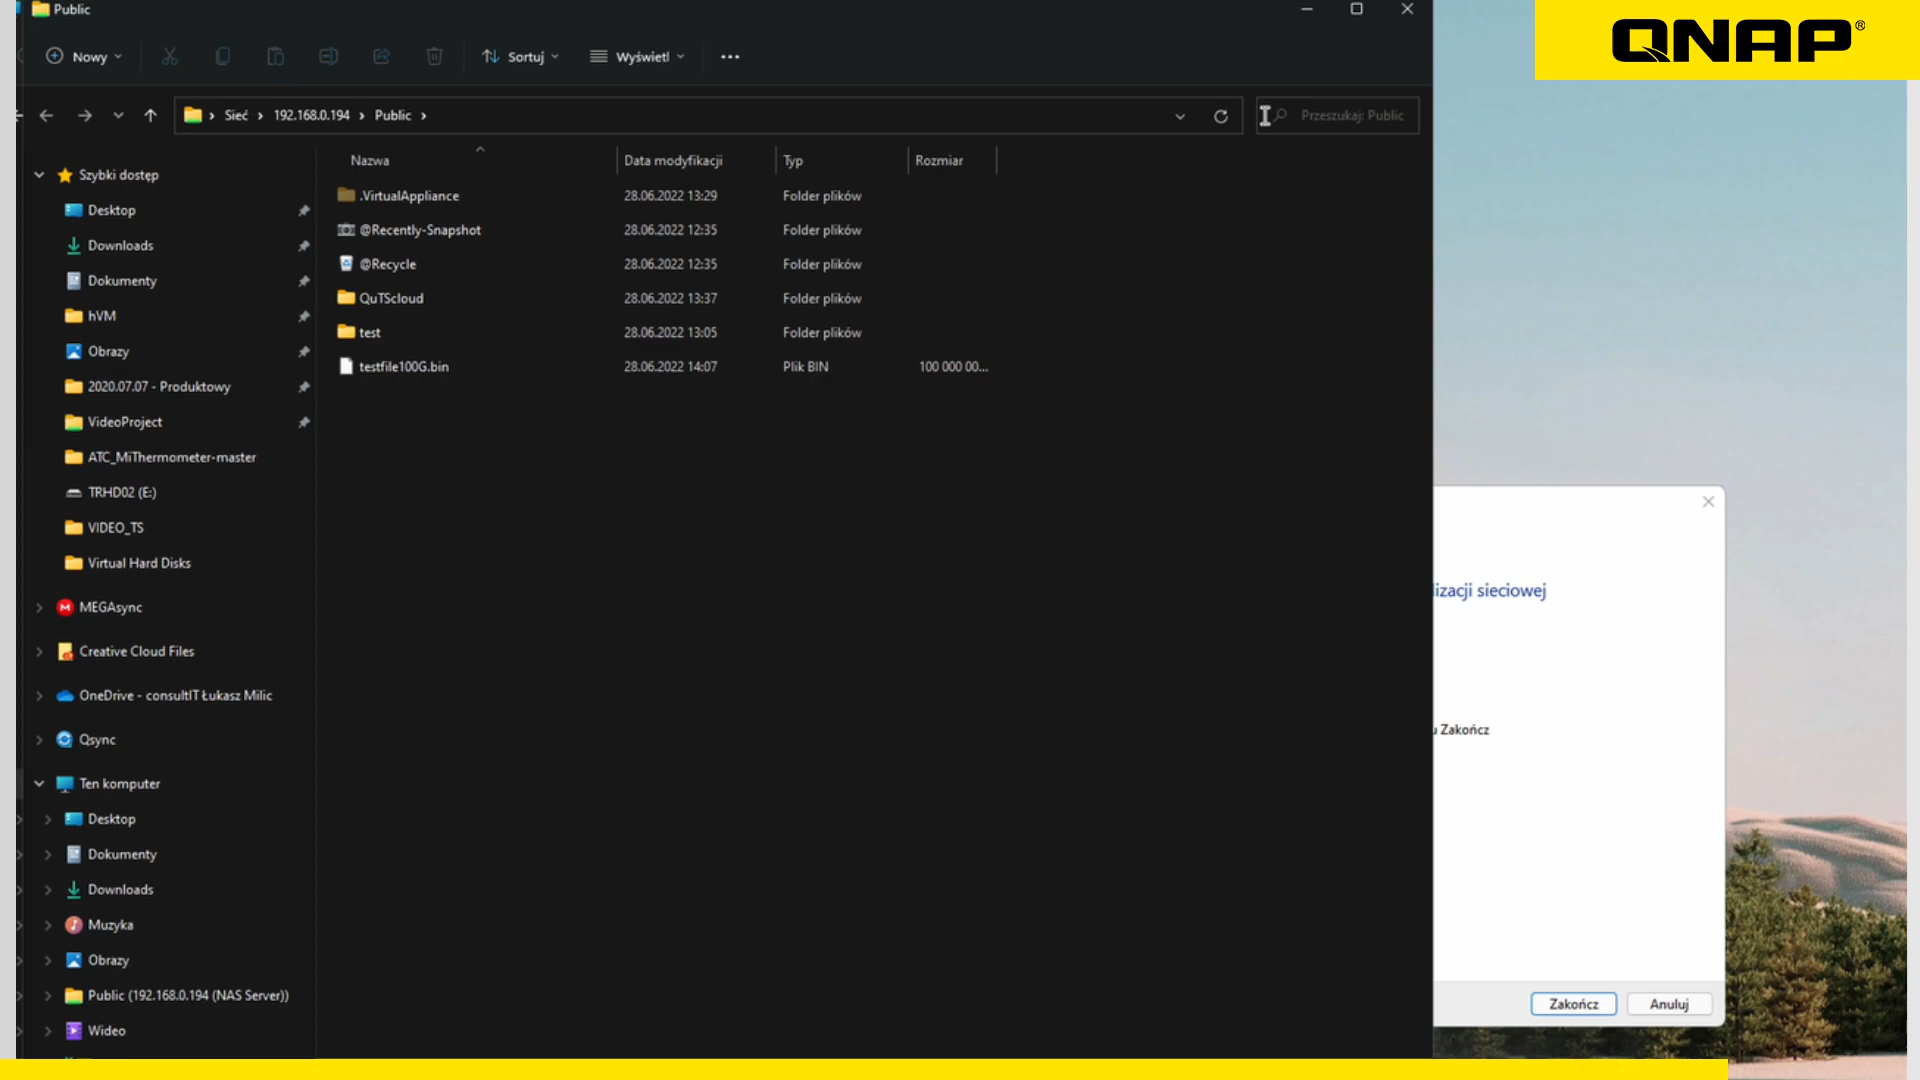 Public
QNAP®
Nowy
Sortuj
Wyświetl
Sieć > 192.168.0.194 > Public >
Przeszukaj: Public
Nazwa Data modyfikacji Typ Rozmiar
.VirtualAppliance 28.06.2022 13:29 Folder plików
@Recently-Snapshot 28.06.2022 12:35 Folder plików
@Recycle 28.06.2022 12:35 Folder plików
QuTScloud 28.06.2022 13:37 Folder plików
test 28.06.2022 13:05 Folder plików
testfile100G.bin 28.06.2022 14:07 Plik BIN 100 000 00...
Szybki dostęp
Desktop
Downloads
Dokumenty
hVM
Obrazy
2020.07.07 - Produktowy
VideoProject
ATC_MiThermometer-master
TRHD02 (E:)
VIDEO_TS
Virtual Hard Disks
MEGAsync
Creative Cloud Files
OneDrive - consultIT Łukasz Milic
Qsync
Ten komputer
Desktop
Dokumenty
Downloads
Muzyka
Obrazy
Public (192.168.0.194 (NAS Server))
Wideo
lizacji sieciowej
u Zakończ
Zakończ
Anuluj